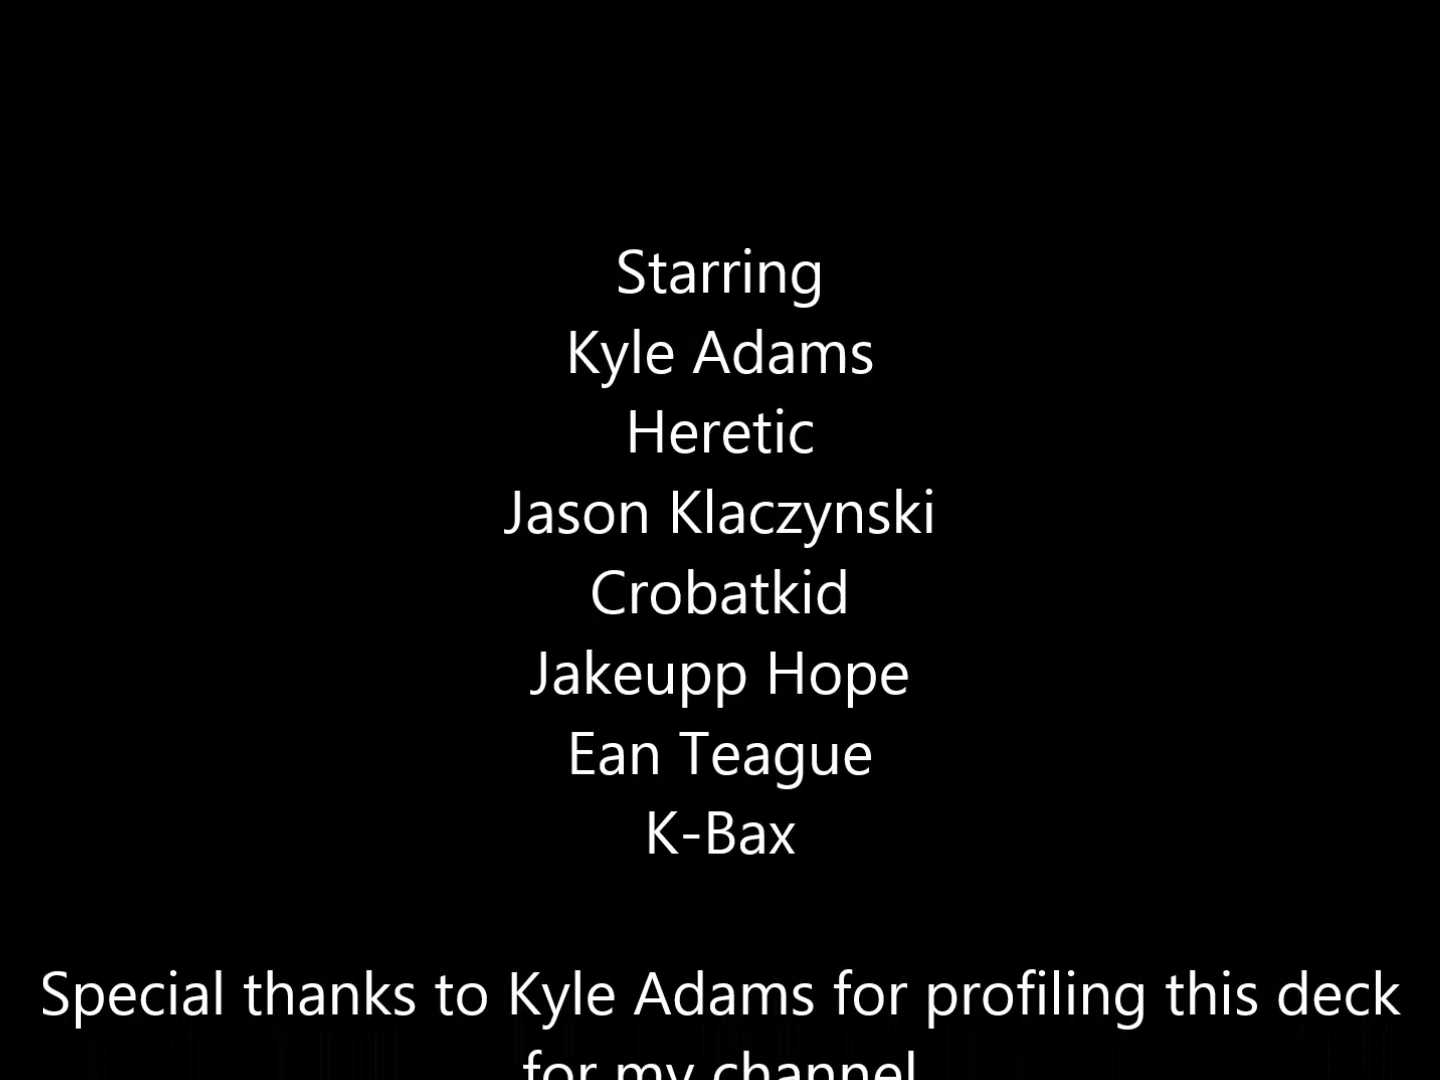 Starring
Kyle Adams
Heretic
Jason Klaczynski
Crobatkid
Jakeupp Hope
Ean Teague
K-Bax
Special thanks to Kyle Adams for profiling this deck
for my channel